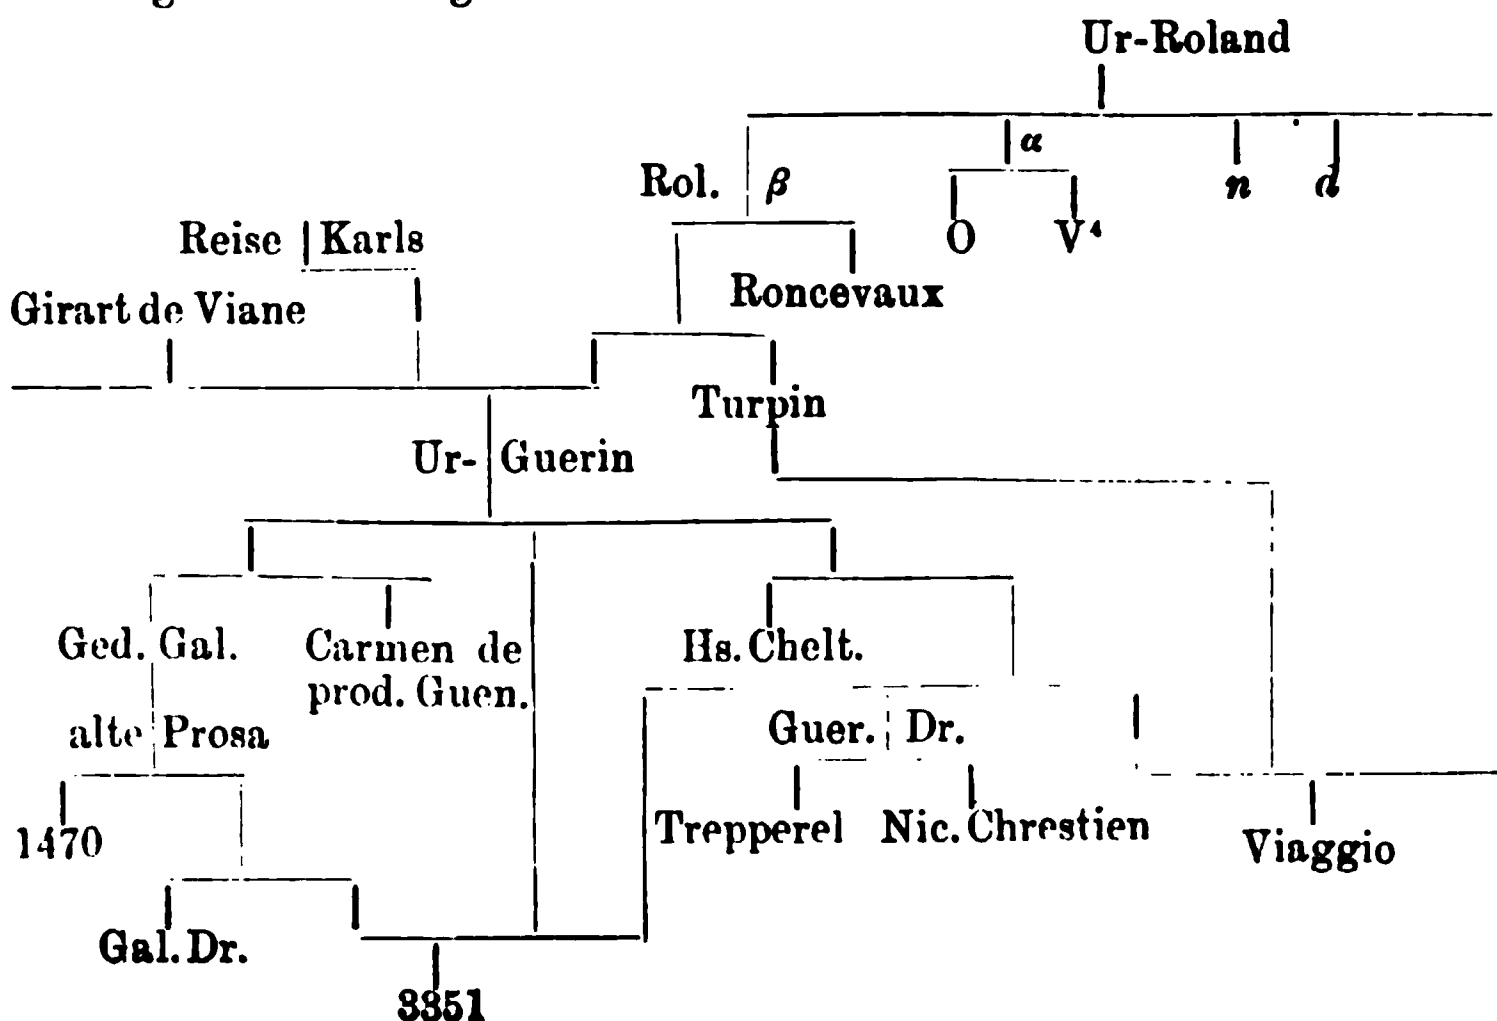 Ur-Roland
α
Rol. β n d
Reise Karls O V⁴
Girart de Viane Roncevaux
Turpin
Ur- Guerin
Ged. Gal. Carmen de Hs. Chelt.
prod. Guen.
alte Prosa Guer. Dr.
1470 Trepperel Nic. Chrestien Viaggio
Gal. Dr.
3351